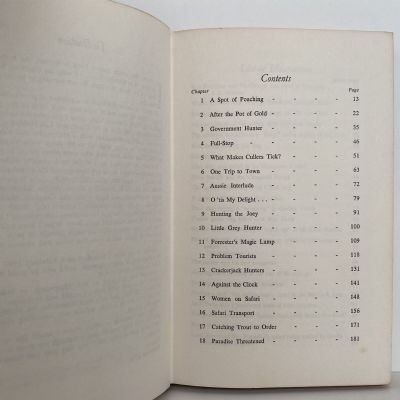 Contents
Chapter Page
1 A Spot of Poaching - - - - 13
2 After the Pot of Gold - - - - 22
3 Government Hunter - - - - 35
4 Full-Stop - - - - 46
5 What Makes Cullers Tick? - - - 51
6 One Trip to Town - - - - 63
7 Aussie Interlude - - - - 72
8 O 'tis My Delight . . . - - - - 79
9 Hunting the Joey - - - - 91
10 Little Grey Hunter - - - - 100
11 Forrester's Magic Lamp - - - 109
12 Problem Tourists - - - - 118
13 Crackerjack Hunters - - - - 131
14 Against the Clock - - - - 141
15 Women on Safari - - - - 148
16 Safari Transport - - - - 156
17 Catching Trout to Order - - - 171
18 Paradise Threatened - - - - 181